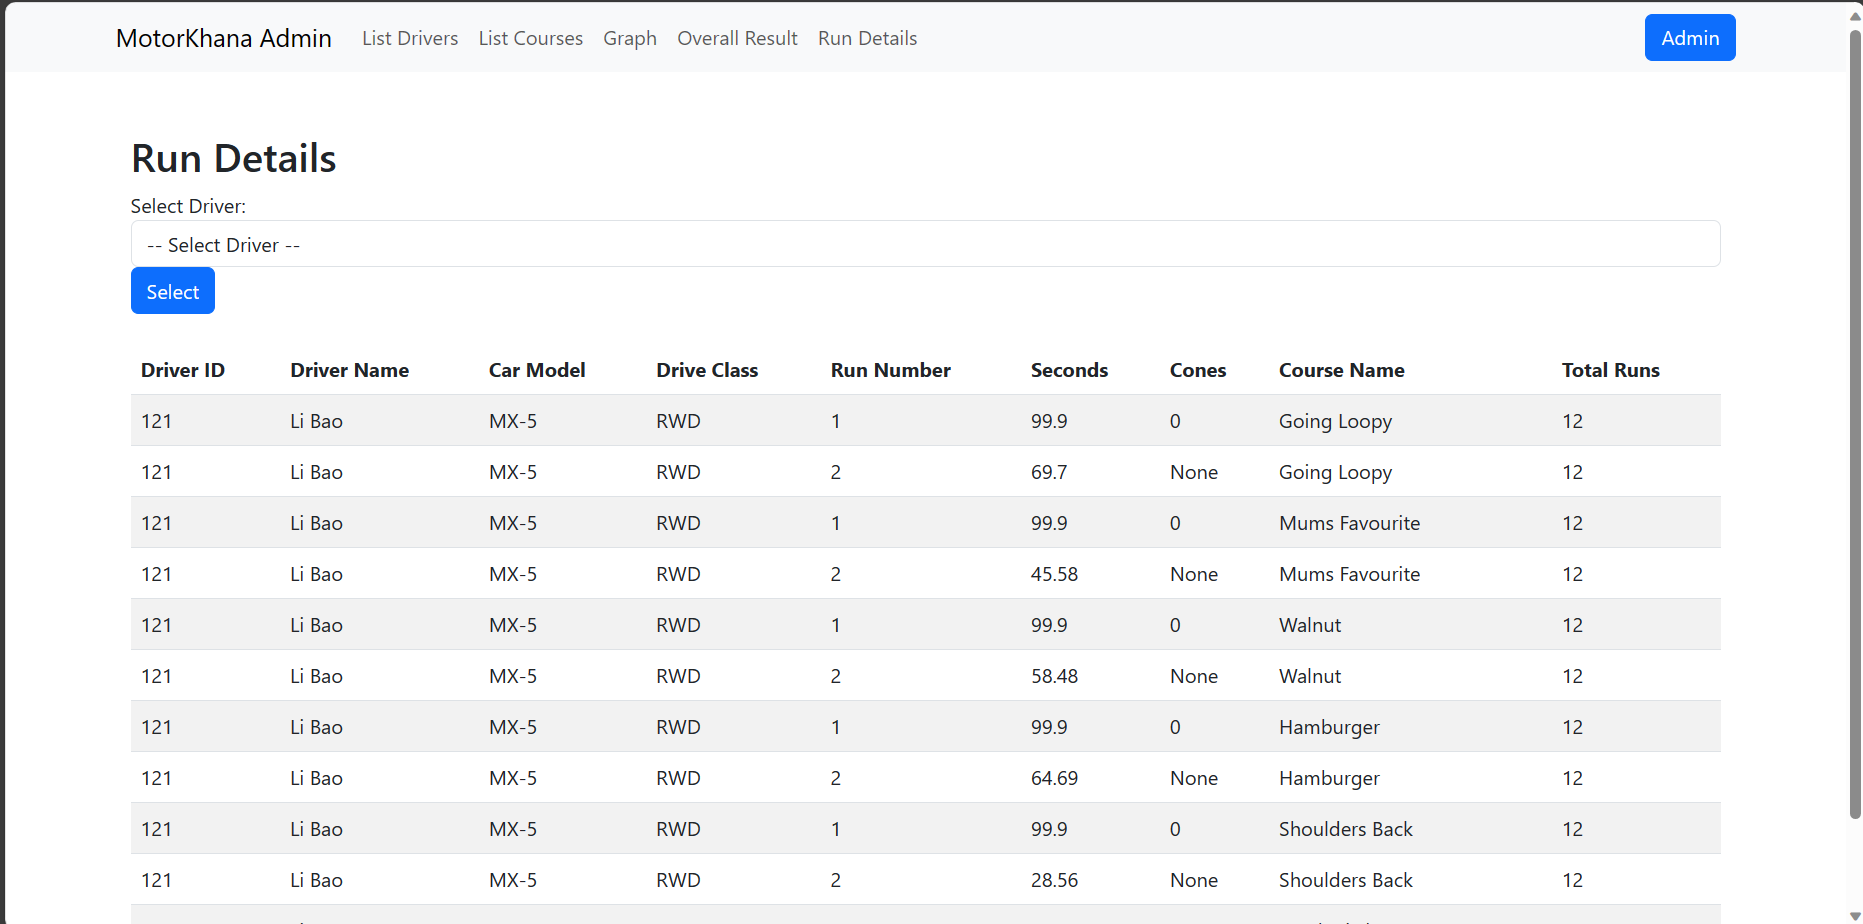 MotorKhana Admin List Drivers List Courses Graph Overall Result Run Details Admin
Run Details
Select Driver:
-- Select Driver --
Select
Driver ID Driver Name Car Model Drive Class Run Number Seconds Cones Course Name Total Runs
121 Li Bao MX-5 RWD 1 99.9 0 Going Loopy 12
121 Li Bao MX-5 RWD 2 69.7 None Going Loopy 12
121 Li Bao MX-5 RWD 1 99.9 0 Mums Favourite 12
121 Li Bao MX-5 RWD 2 45.58 None Mums Favourite 12
121 Li Bao MX-5 RWD 1 99.9 0 Walnut 12
121 Li Bao MX-5 RWD 2 58.48 None Walnut 12
121 Li Bao MX-5 RWD 1 99.9 0 Hamburger 12
121 Li Bao MX-5 RWD 2 64.69 None Hamburger 12
121 Li Bao MX-5 RWD 1 99.9 0 Shoulders Back 12
121 Li Bao MX-5 RWD 2 28.56 None Shoulders Back 12